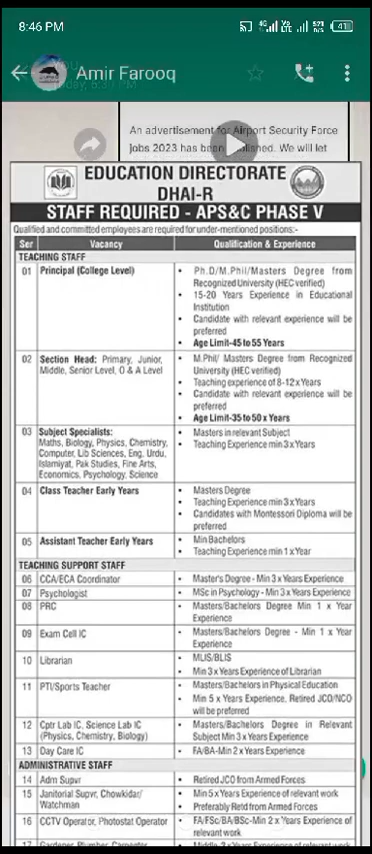 8:46 PM
41
Amir Farooq
An advertisement for Airport Security Force
jobs 2023 has been published. We will let
EDUCATION DIRECTORATE
DHAI-R
STAFF REQUIRED - APS&C PHASE V
Qualified and committed employees are required for under-mentioned positions:-
Ser Vacancy Qualification & Experience
TEACHING STAFF
01 Principal (College Level) • Ph.D/M.Phil/Masters Degree from
Recognized University (HEC verified)
• 15-20 Years Experience in Educational
Institution
• Candidate with relevant experience will be
preferred
• Age Limit-45 to 55 Years
02 Section Head: Primary, Junior, • M.Phil/ Masters Degree from Recognized
Middle, Senior Level, O & A Level University (HEC verified)
• Teaching experience of 8-12 x Years
• Candidate with relevant experience will be
preferred
• Age Limit-35 to 50 x Years
03 Subject Specialists: • Masters in relevant Subject
Maths, Biology, Physics, Chemistry, • Teaching Experience min 3 x Years
Computer, Lib Sciences, Eng. Urdu,
Islamiyat, Pak Studies, Fine Arts,
Economics, Psychology, Science
04 Class Teacher Early Years • Masters Degree
• Teaching Experience min 3 x Years
• Candidates with Montessori Diploma will be
preferred
05 Assistant Teacher Early Years • Min Bachelors
• Teaching Experience min 1 x Year
TEACHING SUPPORT STAFF
06 CCA/ECA Coordinator • Master's Degree - Min 3 x Years Experience
07 Psychologist • MSc in Psychology - Min 3 x Years Experience
08 PRC • Masters/Bachelors Degree Min 1 x Year
Experience
09 Exam Cell IC • Masters/Bachelors Degree - Min 1 x Year
Experience
10 Librarian • MLIS/BLIS
• Min 3 x Years Experience of Librarian
11 PTI/Sports Teacher • Masters/Bachelors in Physical Education
• Min 5 x Years Experience, Retired JCO/NCO
will be preferred
12 Cptr Lab IC, Science Lab IC • Masters/Bachelors Degree in Relevant
(Physics, Chemistry, Biology) Subject Min 3 x Years Experience
13 Day Care IC • FA/BA-Min 2 x Years Experience
ADMINISTRATIVE STAFF
14 Adm Supvr • Retired JCO from Armed Forces
15 Janitorial Supvr, Chowkidar/ • Min 5 x Years Experience of relevant work
Watchman • Preferably Retd from Armed Forces
16 CCTV Operator, Photostat Operator • FA/FSc/BA/BSc-Min 2 x Years Experience of
relevant work
17 Gardener Plumber Carpenter • Middle 3 x Years Experience of relevant work